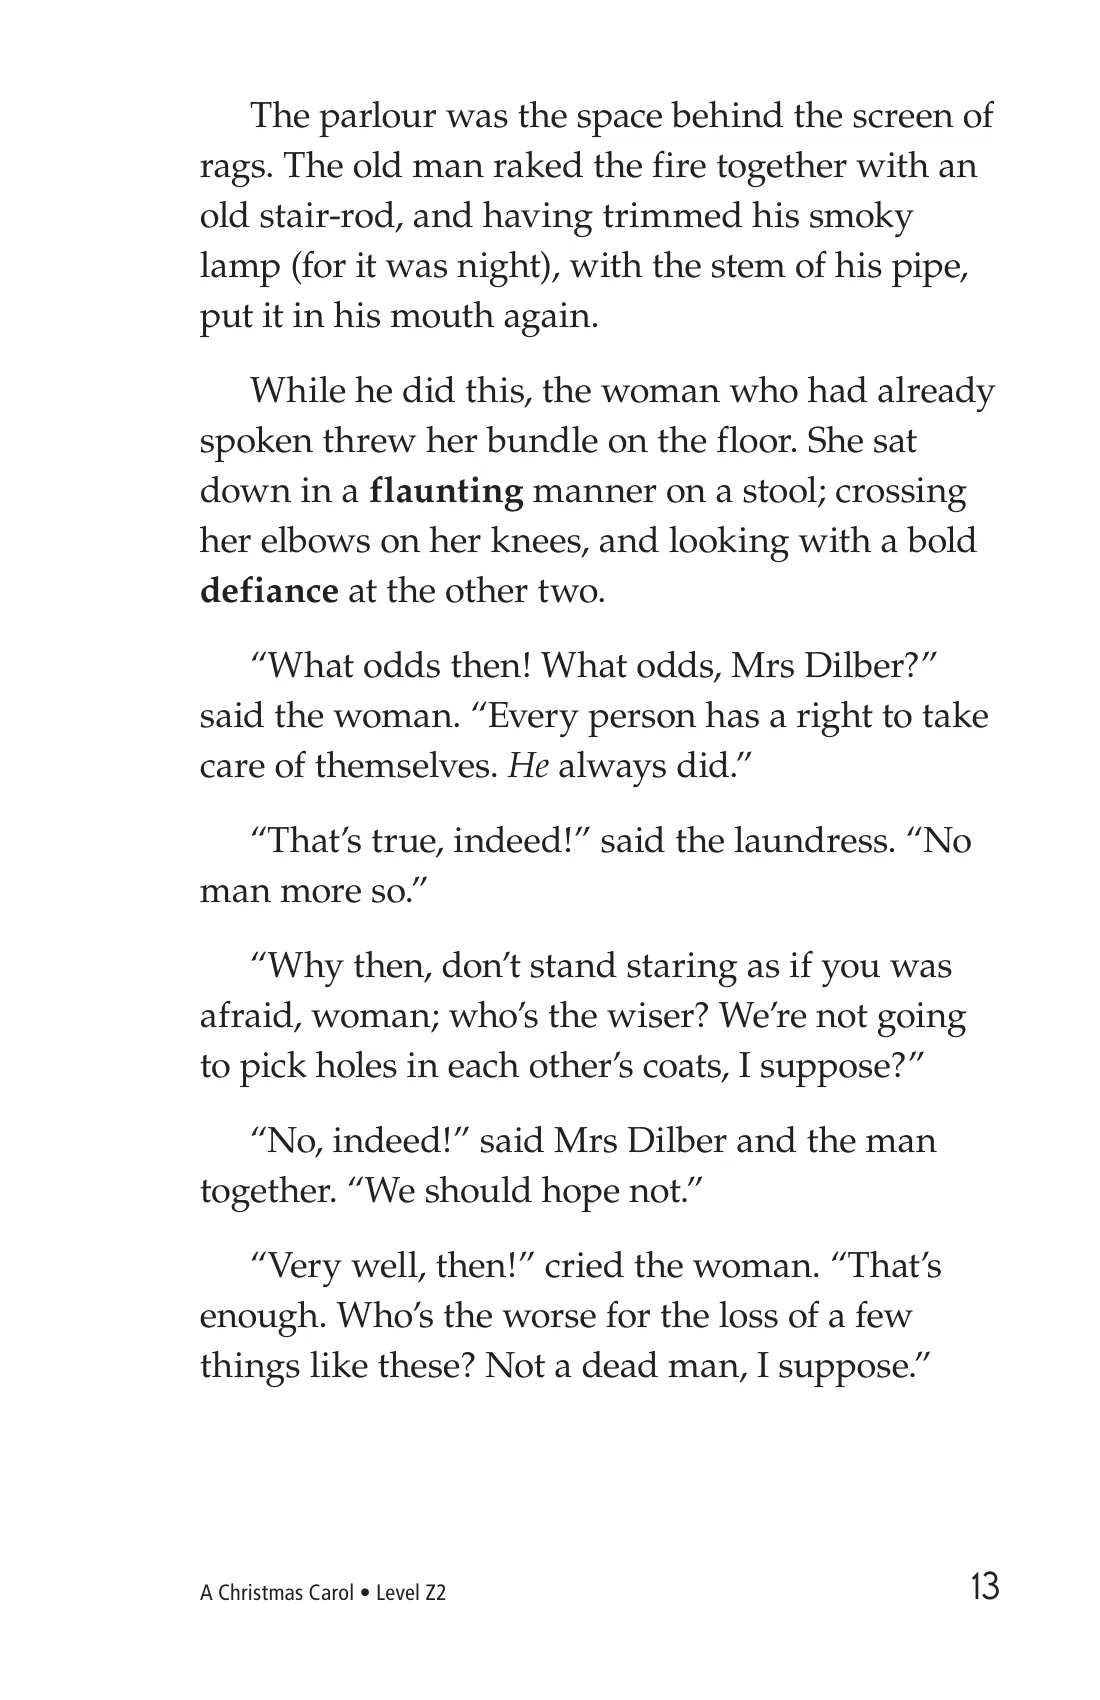 The parlour was the space behind the screen of
rags. The old man raked the fire together with an
old stair-rod, and having trimmed his smoky
lamp (for it was night), with the stem of his pipe,
put it in his mouth again.
While he did this, the woman who had already
spoken threw her bundle on the floor. She sat
down in a flaunting manner on a stool; crossing
her elbows on her knees, and looking with a bold
defiance at the other two.
“What odds then! What odds, Mrs Dilber?”
said the woman. “Every person has a right to take
care of themselves. He always did.”
“That’s true, indeed!” said the laundress. “No
man more so.”
“Why then, don’t stand staring as if you was
afraid, woman; who’s the wiser? We’re not going
to pick holes in each other’s coats, I suppose?”
“No, indeed!” said Mrs Dilber and the man
together. “We should hope not.”
“Very well, then!” cried the woman. “That’s
enough. Who’s the worse for the loss of a few
things like these? Not a dead man, I suppose.”
A Christmas Carol • Level Z2
13